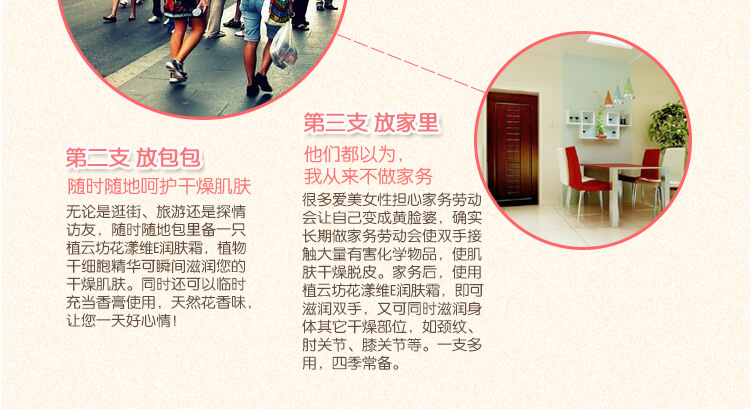 第二支 放包包
随时随地呵护干燥肌肤
无论是逛街、旅游还是探情
访友，随时随地包里备一只
植云坊花漾维E润肤霜，植物
干细胞精华可瞬间滋润您的
干燥肌肤。同时还可以临时
充当香膏使用，天然花香味，
让您一天好心情！
第三支 放家里
他们都以为，
我从来不做家务
很多爱美女性担心家务劳动
会让自己变成黄脸婆，确实
长期做家务劳动会使双手接
触大量有害化学物品，使肌
肤干燥脱皮。家务后，使用
植云坊花漾维E润肤霜，即可
滋润双手，又可同时滋润身
体其它干燥部位，如颈纹、
肘关节、膝关节等。一支多
用，四季常备。